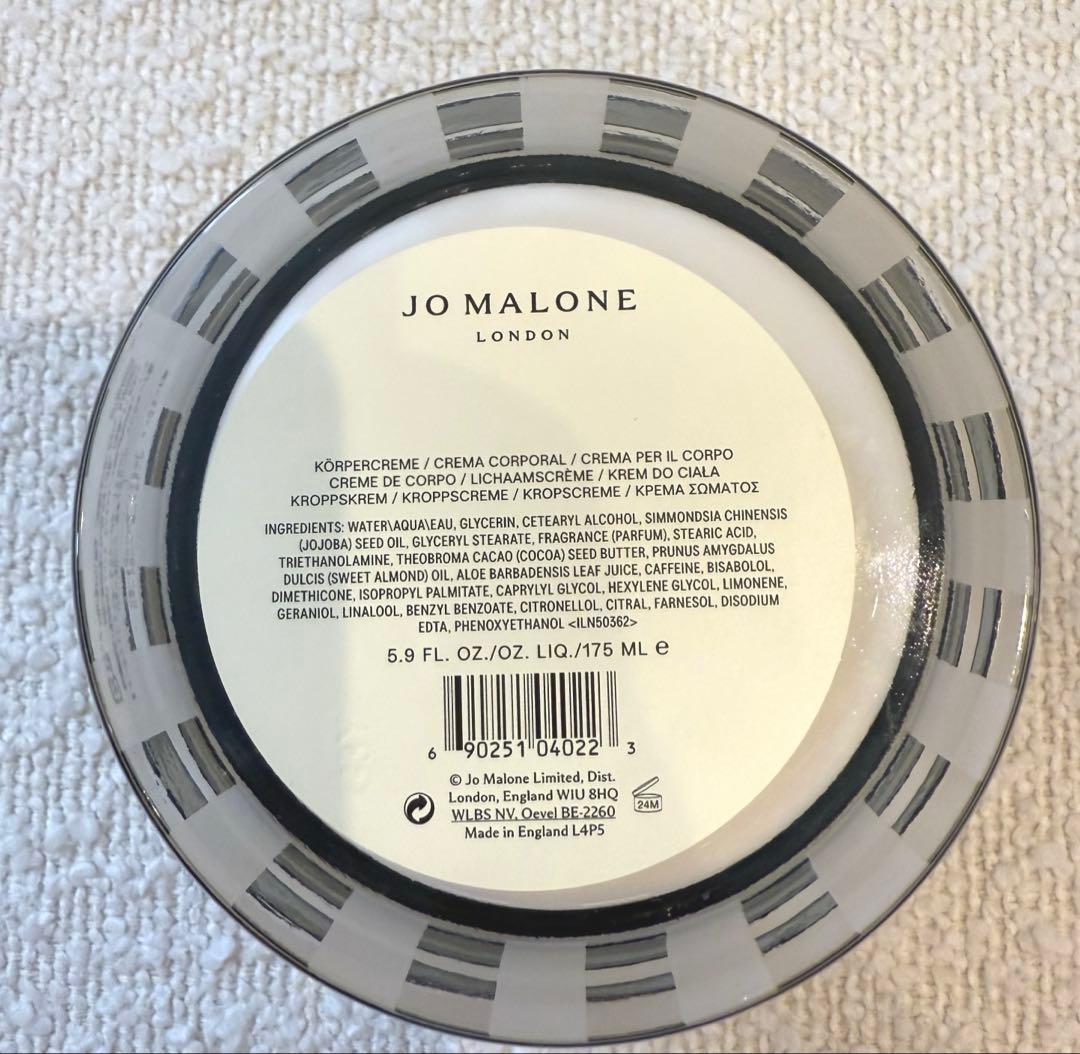 JO MALONE
LONDON
KÖRPERCREME / CREMA CORPORAL / CREMA PER IL CORPO
CREME DE CORPO / LICHAAMSCRÈME / KREM DO CIAŁA
KROPPSKREM / KROPPSCREME / KROPSCREME / ΚΡΕΜΑ ΣΩΜΑΤΟΣ
INGREDIENTS: WATER\AQUA\EAU, GLYCERIN, CETEARYL ALCOHOL, SIMMONDSIA CHINENSIS
(JOJOBA) SEED OIL, GLYCERYL STEARATE, FRAGRANCE (PARFUM), STEARIC ACID,
TRIETHANOLAMINE, THEOBROMA CACAO (COCOA) SEED BUTTER, PRUNUS AMYGDALUS
DULCIS (SWEET ALMOND) OIL, ALOE BARBADENSIS LEAF JUICE, CAFFEINE, BISABOLOL,
DIMETHICONE, ISOPROPYL PALMITATE, CAPRYLYL GLYCOL, HEXYLENE GLYCOL, LIMONENE,
GERANIOL, LINALOOL, BENZYL BENZOATE, CITRONELLOL, CITRAL, FARNESOL, DISODIUM
EDTA, PHENOXYETHANOL <ILN50362>
5.9 FL. OZ./OZ. LIQ./175 ML ℮
6 90251 04022 3
© Jo Malone Limited, Dist.
London, England W1U 8HQ
WLBS NV, Oevel BE-2260
Made in England L4P5
24M